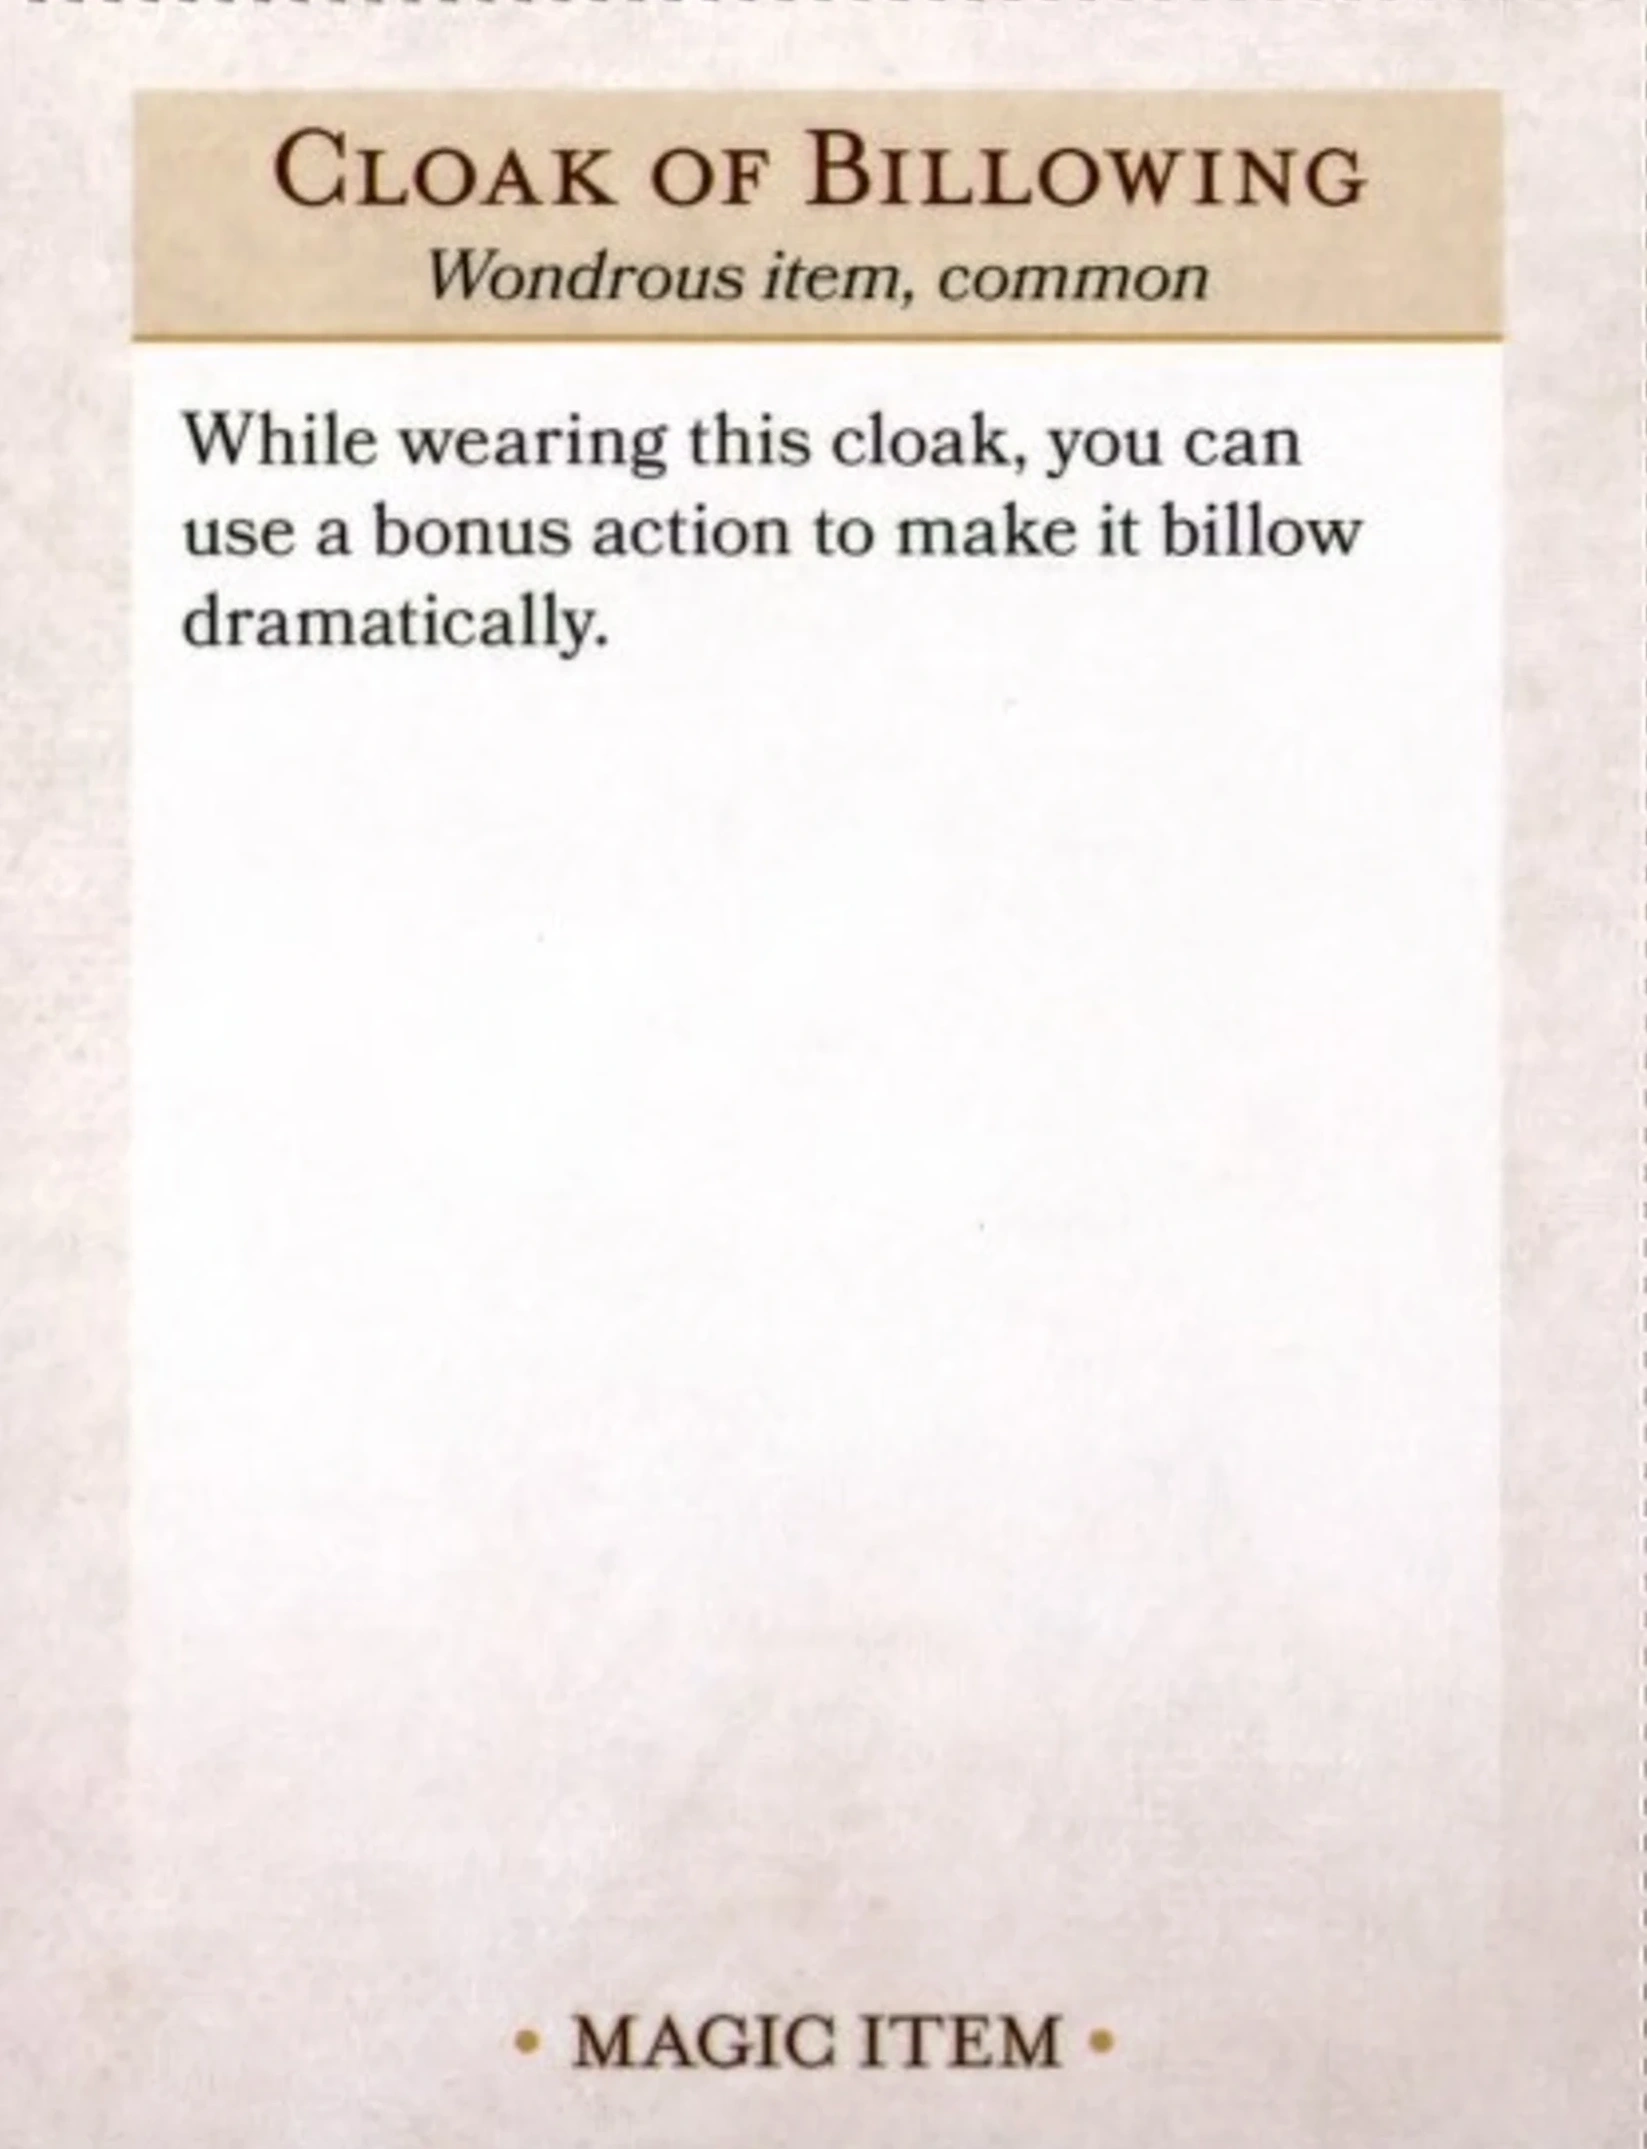 Cloak of Billowing
Wondrous item, common
While wearing this cloak, you can
use a bonus action to make it billow
dramatically.
• MAGIC ITEM •